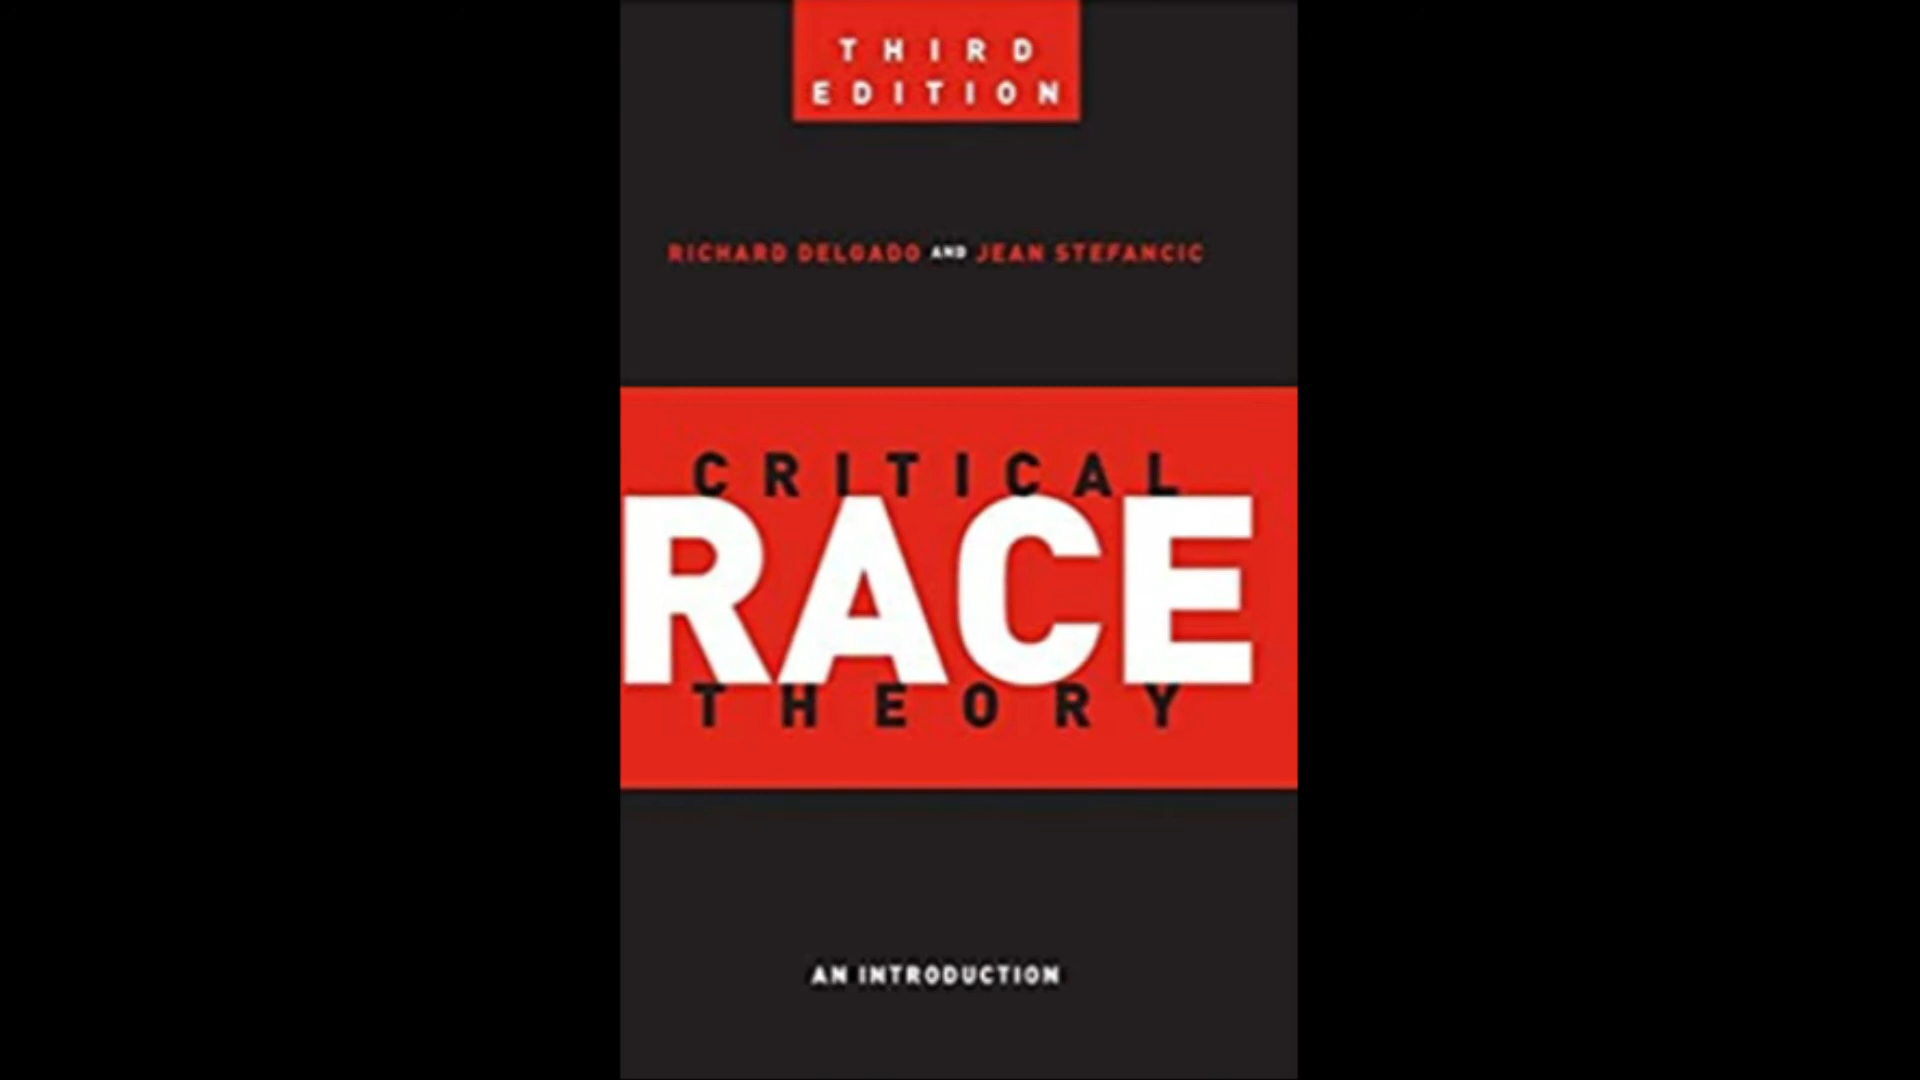 THIRD
EDITION
RICHARD DELGADO AND JEAN STEFANCIC
CRITICAL
RACE
THEORY
AN INTRODUCTION